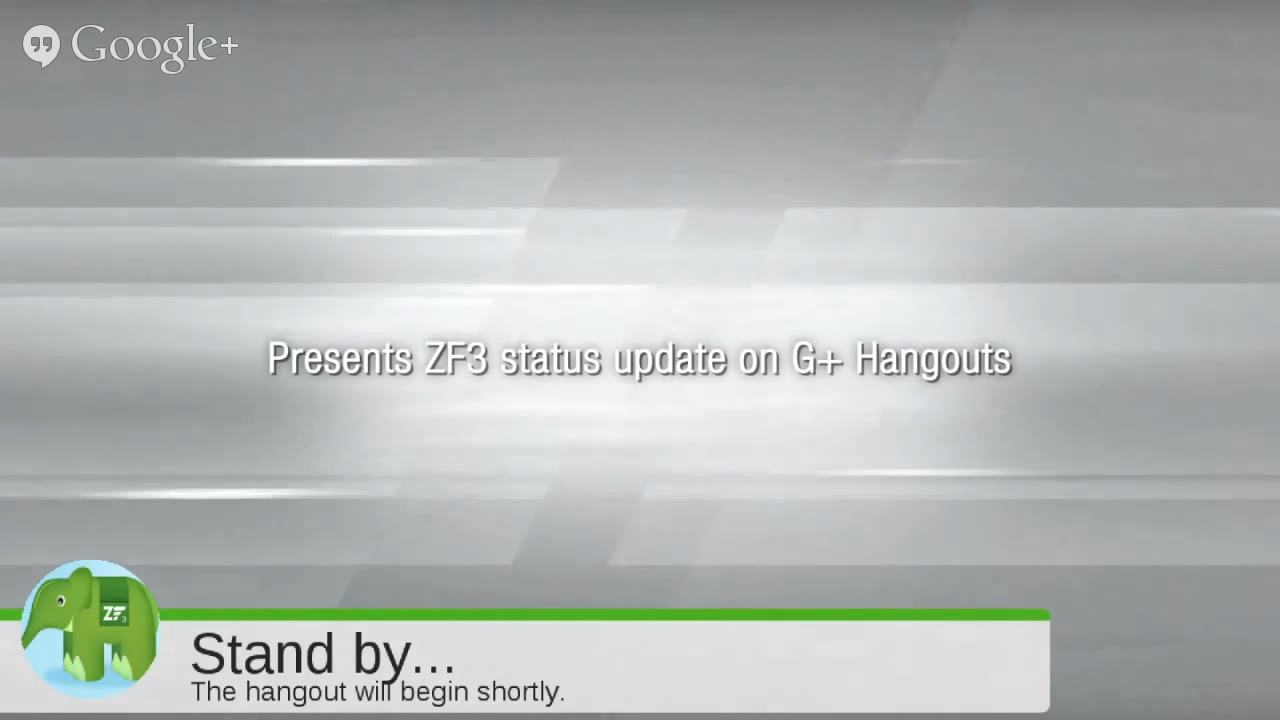 Google+
Presents ZF3 status update on G+ Hangouts
ZF3
Stand by...
The hangout will begin shortly.